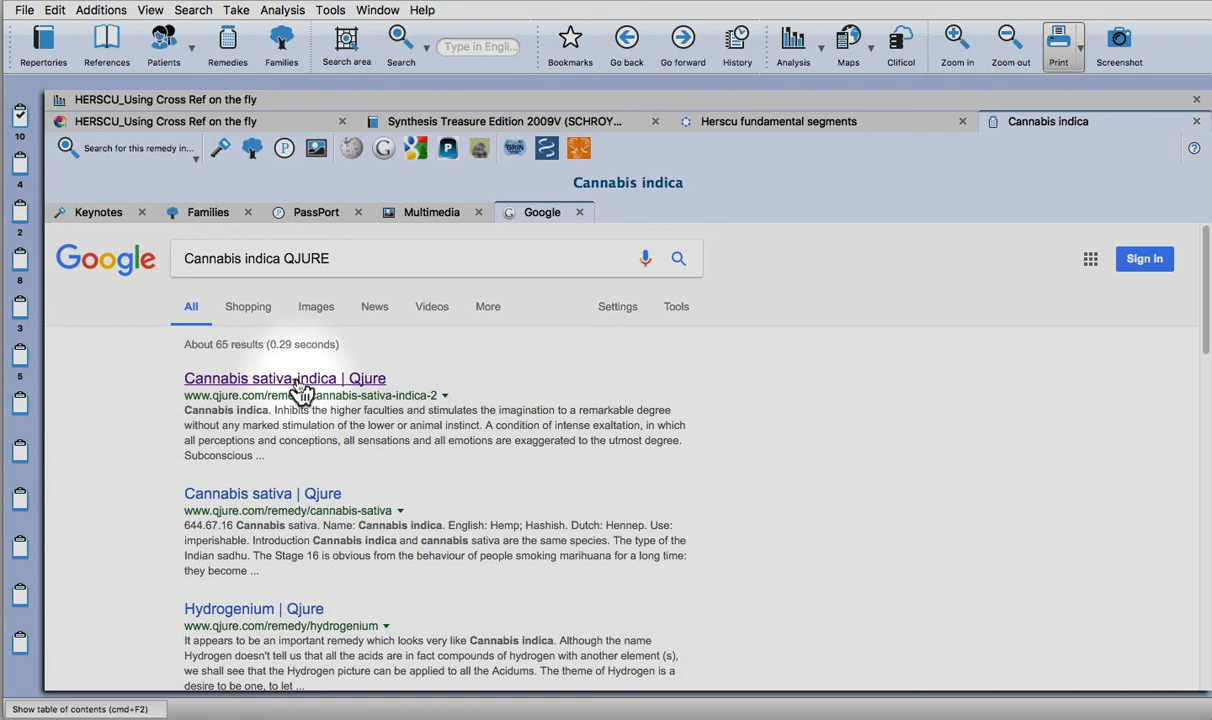 File Edit Additions View Search Take Analysis Tools Window Help
Repertories References Patients Remedies Families Search area Search Type in Engli... Bookmarks Go back Go forward History Analysis Maps Clificol Zoom in Zoom out Print Screenshot
HERSCU_Using Cross Ref on the fly
HERSCU_Using Cross Ref on the fly Synthesis Treasure Edition 2009V (SCHROY... Herscu fundamental segments Cannabis indica
Search for this remedy in...
Cannabis indica
Keynotes Families PassPort Multimedia Google
Google Cannabis indica QJURE Sign in
All Shopping Images News Videos More Settings Tools
About 65 results (0.29 seconds)
Cannabis sativa indica | Qjure
www.qjure.com/rem cannabis-sativa-indica-2
Cannabis indica. Inhibits the higher faculties and stimulates the imagination to a remarkable degree
without any marked stimulation of the lower or animal instinct. A condition of intense exaltation, in which
all perceptions and conceptions, all sensations and all emotions are exaggerated to the utmost degree.
Subconscious ...
Cannabis sativa | Qjure
www.qjure.com/remedy/cannabis-sativa
644.67.16 Cannabis sativa. Name: Cannabis indica. English: Hemp; Hashish. Dutch: Hennep. Use:
imperishable. Introduction Cannabis indica and cannabis sativa are the same species. The type of the
Indian sadhu. The Stage 16 is obvious from the behaviour of people smoking marihuana for a long time:
they become ...
Hydrogenium | Qjure
www.qjure.com/remedy/hydrogenium
It appears to be an important remedy which looks very like Cannabis indica. Although the name
Hydrogen doesn't tell us that all the acids are in fact compounds of hydrogen with another element (s),
we shall see that the Hydrogen picture can be applied to all the Acidums. The theme of Hydrogen is a
desire to be one, to let ...
10
4
2
8
3
5
Show table of contents (cmd+F2)